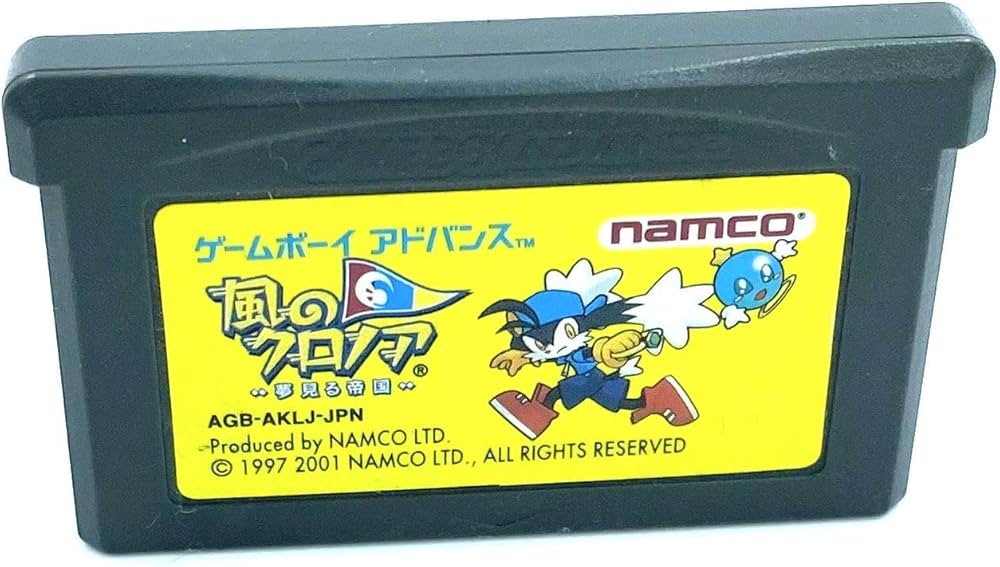 ゲームボーイ アドバンス™
namco®
風の
クロノア®
夢見る帝国
AGB-AKLJ-JPN
Produced by NAMCO LTD.
© 1997 2001 NAMCO LTD., ALL RIGHTS RESERVED